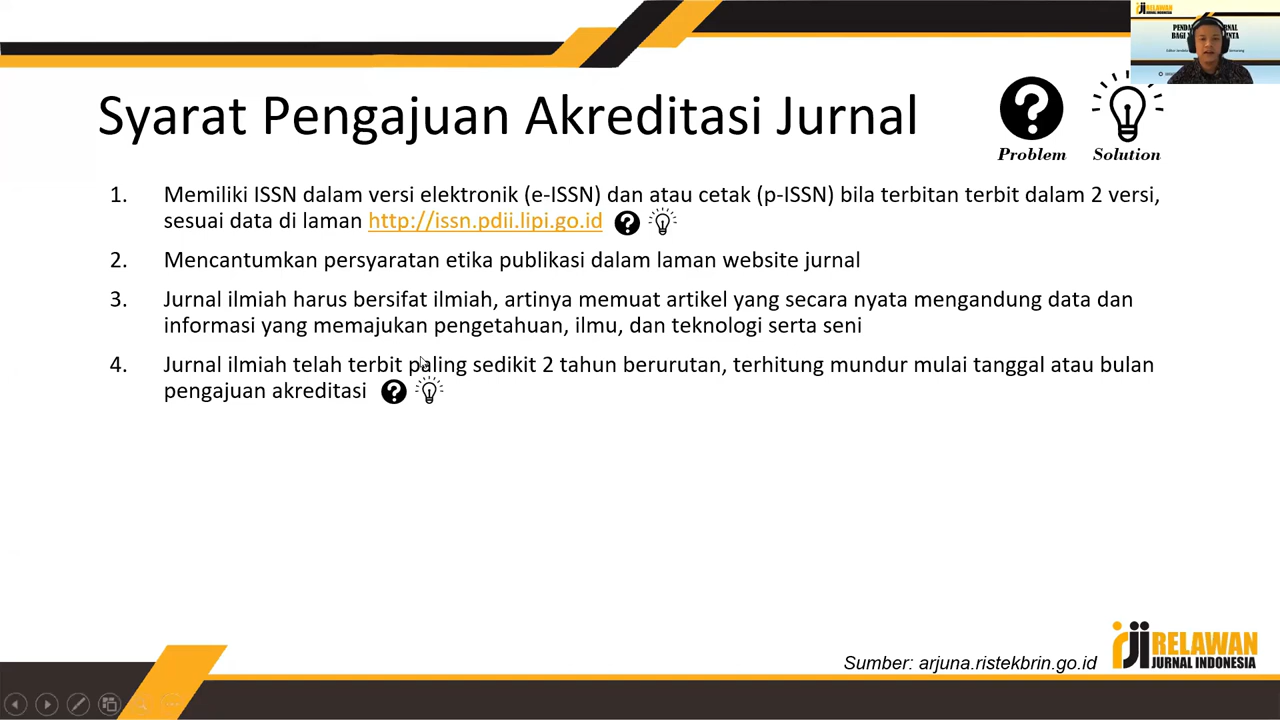 RELAWAN
JURNAL INDONESIA
Syarat Pengajuan Akreditasi Jurnal
Problem
Solution
1. Memiliki ISSN dalam versi elektronik (e-ISSN) dan atau cetak (p-ISSN) bila terbitan terbit dalam 2 versi,
sesuai data di laman http://issn.pdii.lipi.go.id
2. Mencantumkan persyaratan etika publikasi dalam laman website jurnal
3. Jurnal ilmiah harus bersifat ilmiah, artinya memuat artikel yang secara nyata mengandung data dan
informasi yang memajukan pengetahuan, ilmu, dan teknologi serta seni
4. Jurnal ilmiah telah terbit paling sedikit 2 tahun berurutan, terhitung mundur mulai tanggal atau bulan
pengajuan akreditasi
Sumber: arjuna.ristekbrin.go.id
RELAWAN
JURNAL INDONESIA